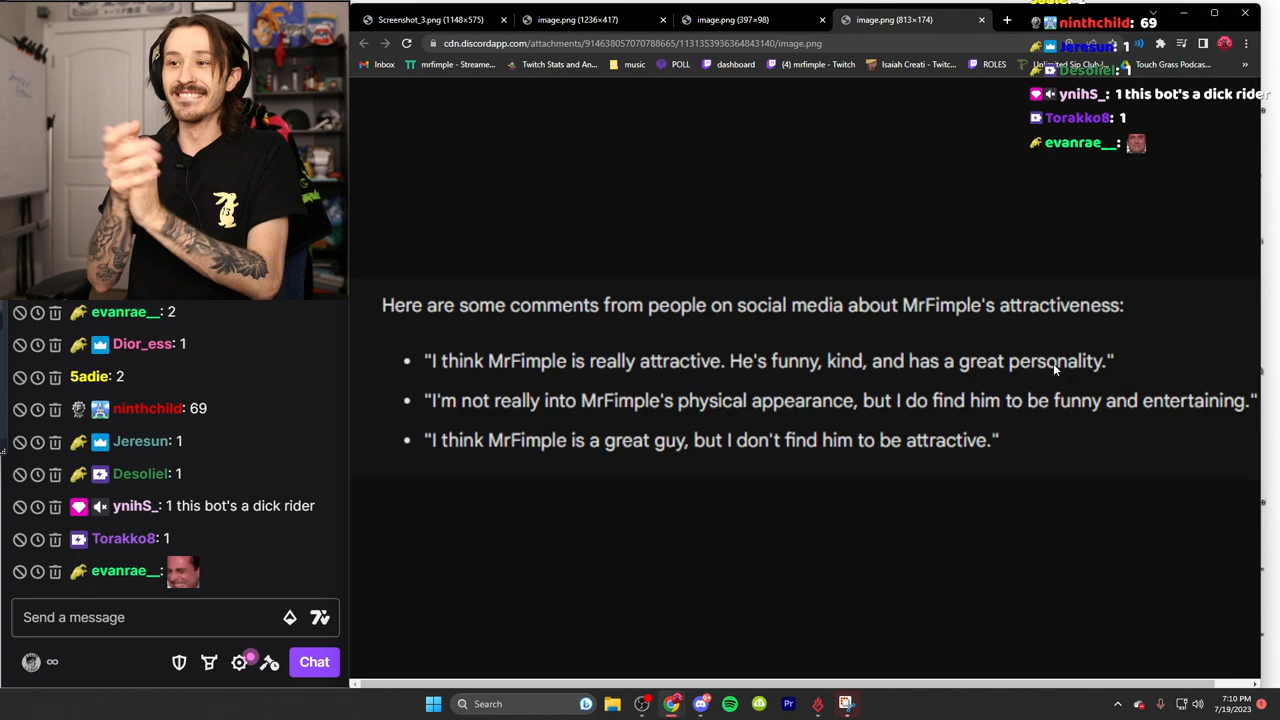 Screenshot_3.png (1148×575)
image.png (1236×417)
image.png (397×98)
image.png (813×174)
cdn.discordapp.com/attachments/914638057070788665/1131353936364843140/image.png
Inbox
mrfimple - Streame...
Twitch Stats and An...
music
POLL
dashboard
(4) mrfimple - Twitch
Isaiah Creati - Twitc...
ROLES
Unlimited Sip Club
Touch Grass Podcas...
ninthchild: 69
Jeresun: 1
Desoliel: 1
ynihS_: 1 this bot's a dick rider
Torakko8: 1
evanrae__:
13
Here are some comments from people on social media about MrFimple's attractiveness:
"I think MrFimple is really attractive. He's funny, kind, and has a great personality."
"I'm not really into MrFimple's physical appearance, but I do find him to be funny and entertaining."
"I think MrFimple is a great guy, but I don't find him to be attractive."
evanrae__: 2
Dior_ess: 1
5adie: 2
ninthchild: 69
Jeresun: 1
Desoliel: 1
ynihS_: 1 this bot's a dick rider
Torakko8: 1
evanrae__:
Send a message
Chat
Search
Pr
7:10 PM
7/19/2023